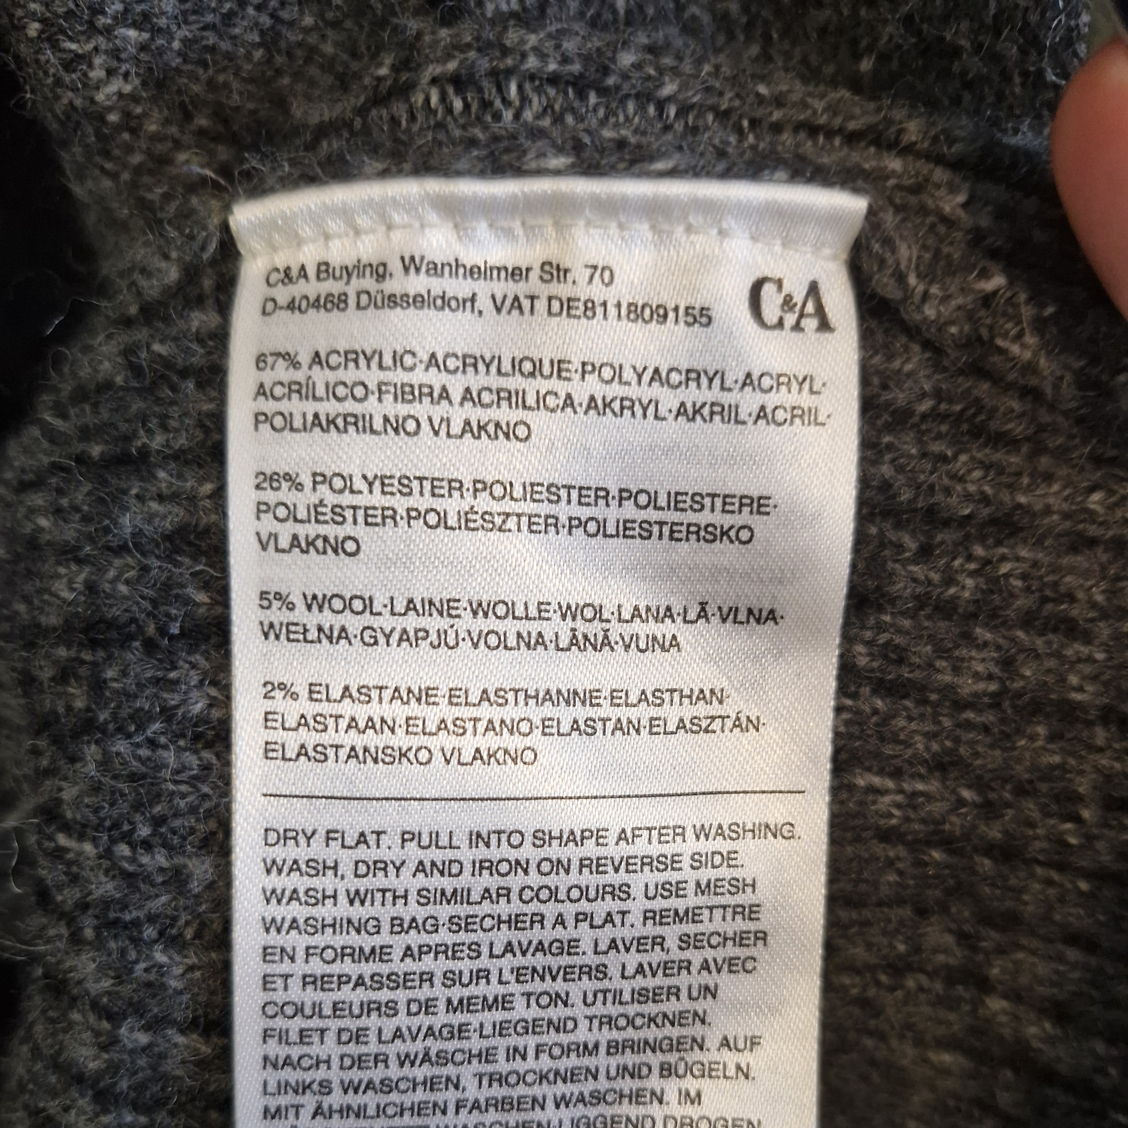 C&A Buying. Wanheimer Str. 70
D-40468 Düsseldorf, VAT DE811809155
C&A
67% ACRYLIC·ACRYLIQUE·POLYACRYL·ACRYL·
ACRÍLICO·FIBRA ACRILICA·AKRYL·AKRIL·ACRIL·
POLIAKRILNO VLAKNO
26% POLYESTER·POLIESTER·POLIESTERE·
POLIÉSTER·POLIÉSZTER·POLIESTERSKO
VLAKNO
5% WOOL·LAINE·WOLLE·WOL·LANA·LÃ·VLNA·
WEŁNA·GYAPJÚ·VOLNA·LÂNĂ·VUNA
2% ELASTANE·ELASTHANNE·ELASTHAN·
ELASTAAN·ELASTANO·ELASTAN·ELASZTÁN·
ELASTANSKO VLAKNO
DRY FLAT. PULL INTO SHAPE AFTER WASHING.
WASH, DRY AND IRON ON REVERSE SIDE.
WASH WITH SIMILAR COLOURS. USE MESH
WASHING BAG·SECHER A PLAT. REMETTRE
EN FORME APRES LAVAGE. LAVER, SECHER
ET REPASSER SUR L'ENVERS. LAVER AVEC
COULEURS DE MEME TON. UTILISER UN
FILET DE LAVAGE·LIEGEND TROCKNEN.
NACH DER WÄSCHE IN FORM BRINGEN. AUF
LINKS WASCHEN, TROCKNEN UND BÜGELN.
MIT ÄHNLICHEN FARBEN WASCHEN. IM
WASCHEN·LIGGEND DROGEN